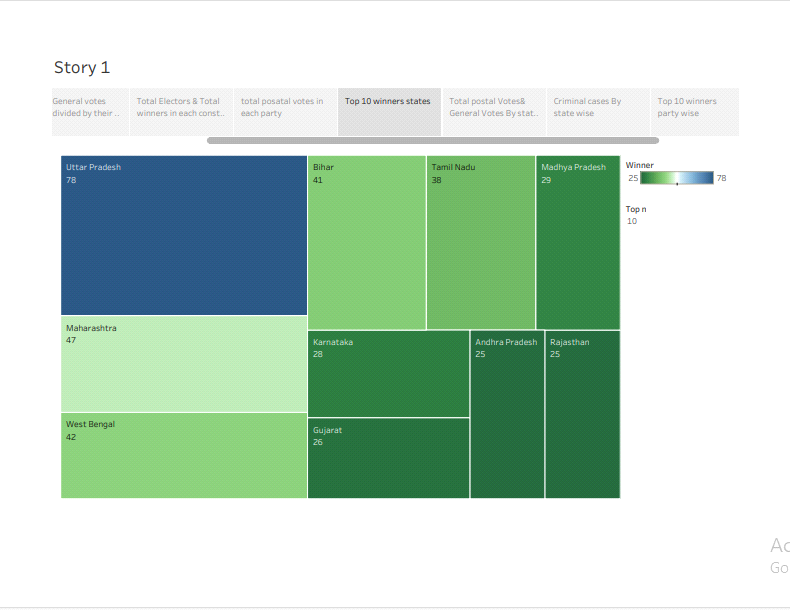 Story 1
General votes
divided by their ..
Total Electors & Total
winners in each const..
total posatal votes in
each party
Top 10 winners states
Total postal Votes&
General Votes By stat..
Criminal cases By
state wise
Top 10 winners
party wise
Uttar Pradesh
78
Bihar
41
Tamil Nadu
38
Madhya Pradesh
29
Maharashtra
47
West Bengal
42
Karnataka
28
Gujarat
26
Andhra Pradesh
25
Rajasthan
25
Winner
25 78
Top n
10
Ac
Go